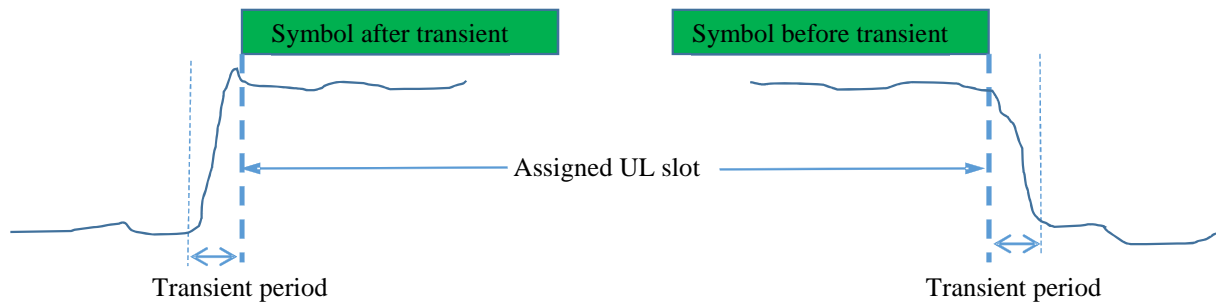 Symbol after transient
Symbol before transient
Assigned UL slot
Transient period
Transient period